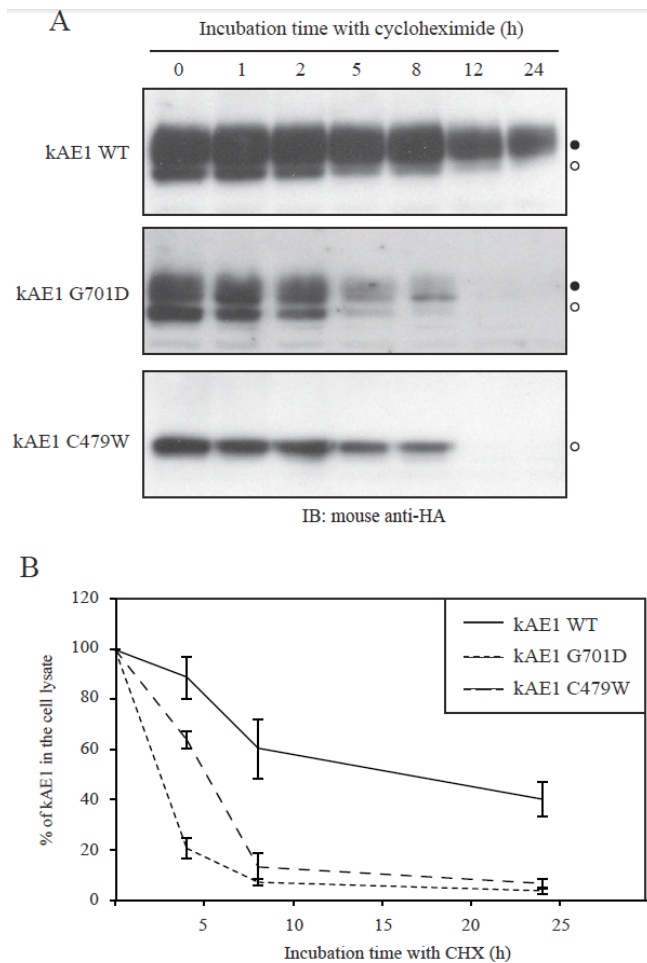 A
Incubation time with cycloheximide (h)
0 1 2 5 8 12 24
kAE1 WT
kAE1 G701D
kAE1 C479W
IB: mouse anti-HA
B
120
100
80
60
40
20
0
% of kAE1 in the cell lysate
kAE1 WT
kAE1 G701D
kAE1 C479W
5 10 15 20 25
Incubation time with CHX (h)